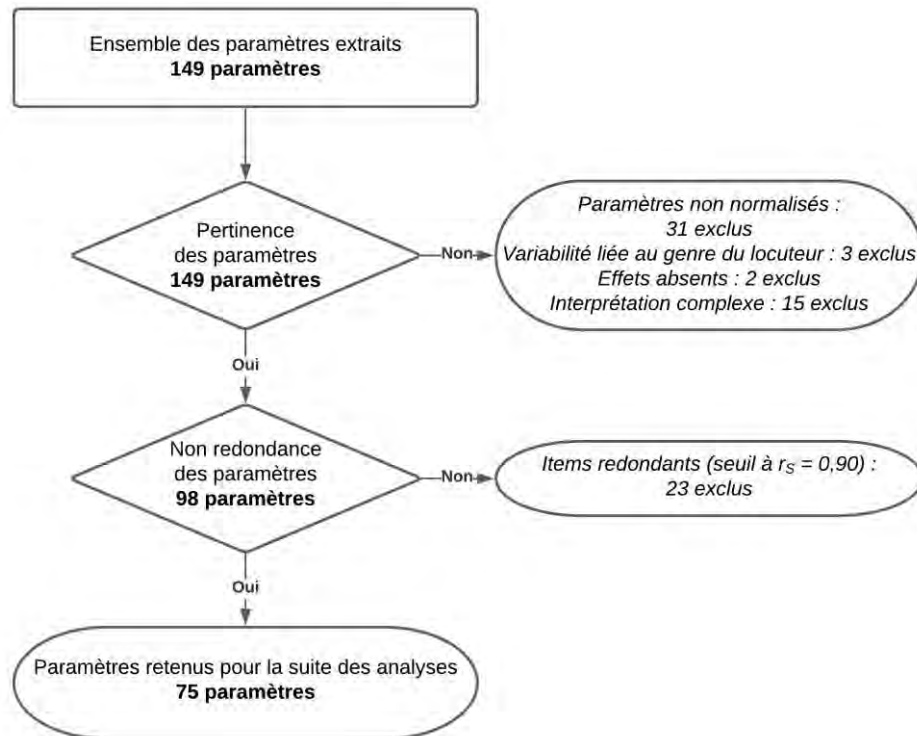 Ensemble des paramètres extraits
149 paramètres
Pertinence
des paramètres
149 paramètres
Non
Paramètres non normalisés :
31 exclus
Variabilité liée au genre du locuteur : 3 exclus
Effets absents : 2 exclus
Interprétation complexe : 15 exclus
Oui
Non redondance
des paramètres
98 paramètres
Non
Items redondants (seuil à rS = 0,90) :
23 exclus
Oui
Paramètres retenus pour la suite des analyses
75 paramètres